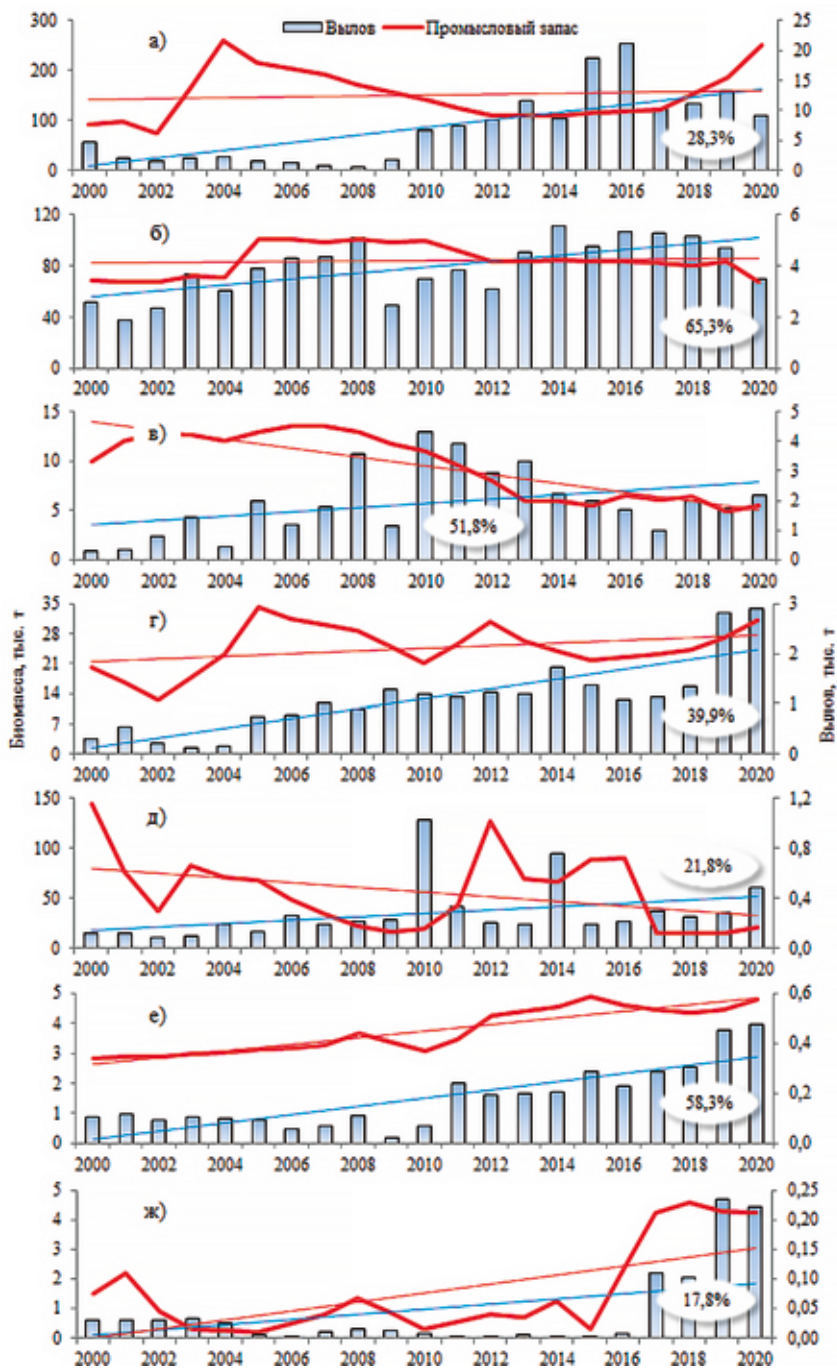 Вылов Промысловый запас
а)
300 200 100 0
25 20 15 10 5 0
28,3%
2000 2002 2004 2006 2008 2010 2012 2014 2016 2018 2020
б)
120 80 40 0
6 4 2 0
65,3%
2000 2002 2004 2006 2008 2010 2012 2014 2016 2018 2020
в)
15 10 5 0
5 4 3 2 1 0
51,8%
2000 2002 2004 2006 2008 2010 2012 2014 2016 2018 2020
Биомасса, тыс. т
Вылов, тыс. т
г)
35 28 21 14 7 0
3 2 1 0
39,9%
2000 2002 2004 2006 2008 2010 2012 2014 2016 2018 2020
д)
150 100 50 0
1,2 0,8 0,4 0,0
21,8%
2000 2002 2004 2006 2008 2010 2012 2014 2016 2018 2020
е)
5 4 3 2 1 0
0,6 0,4 0,2 0,0
58,3%
2000 2002 2004 2006 2008 2010 2012 2014 2016 2018 2020
ж)
5 4 3 2 1 0
0,25 0,20 0,15 0,10 0,05 0,00
17,8%
2000 2002 2004 2006 2008 2010 2012 2014 2016 2018 2020